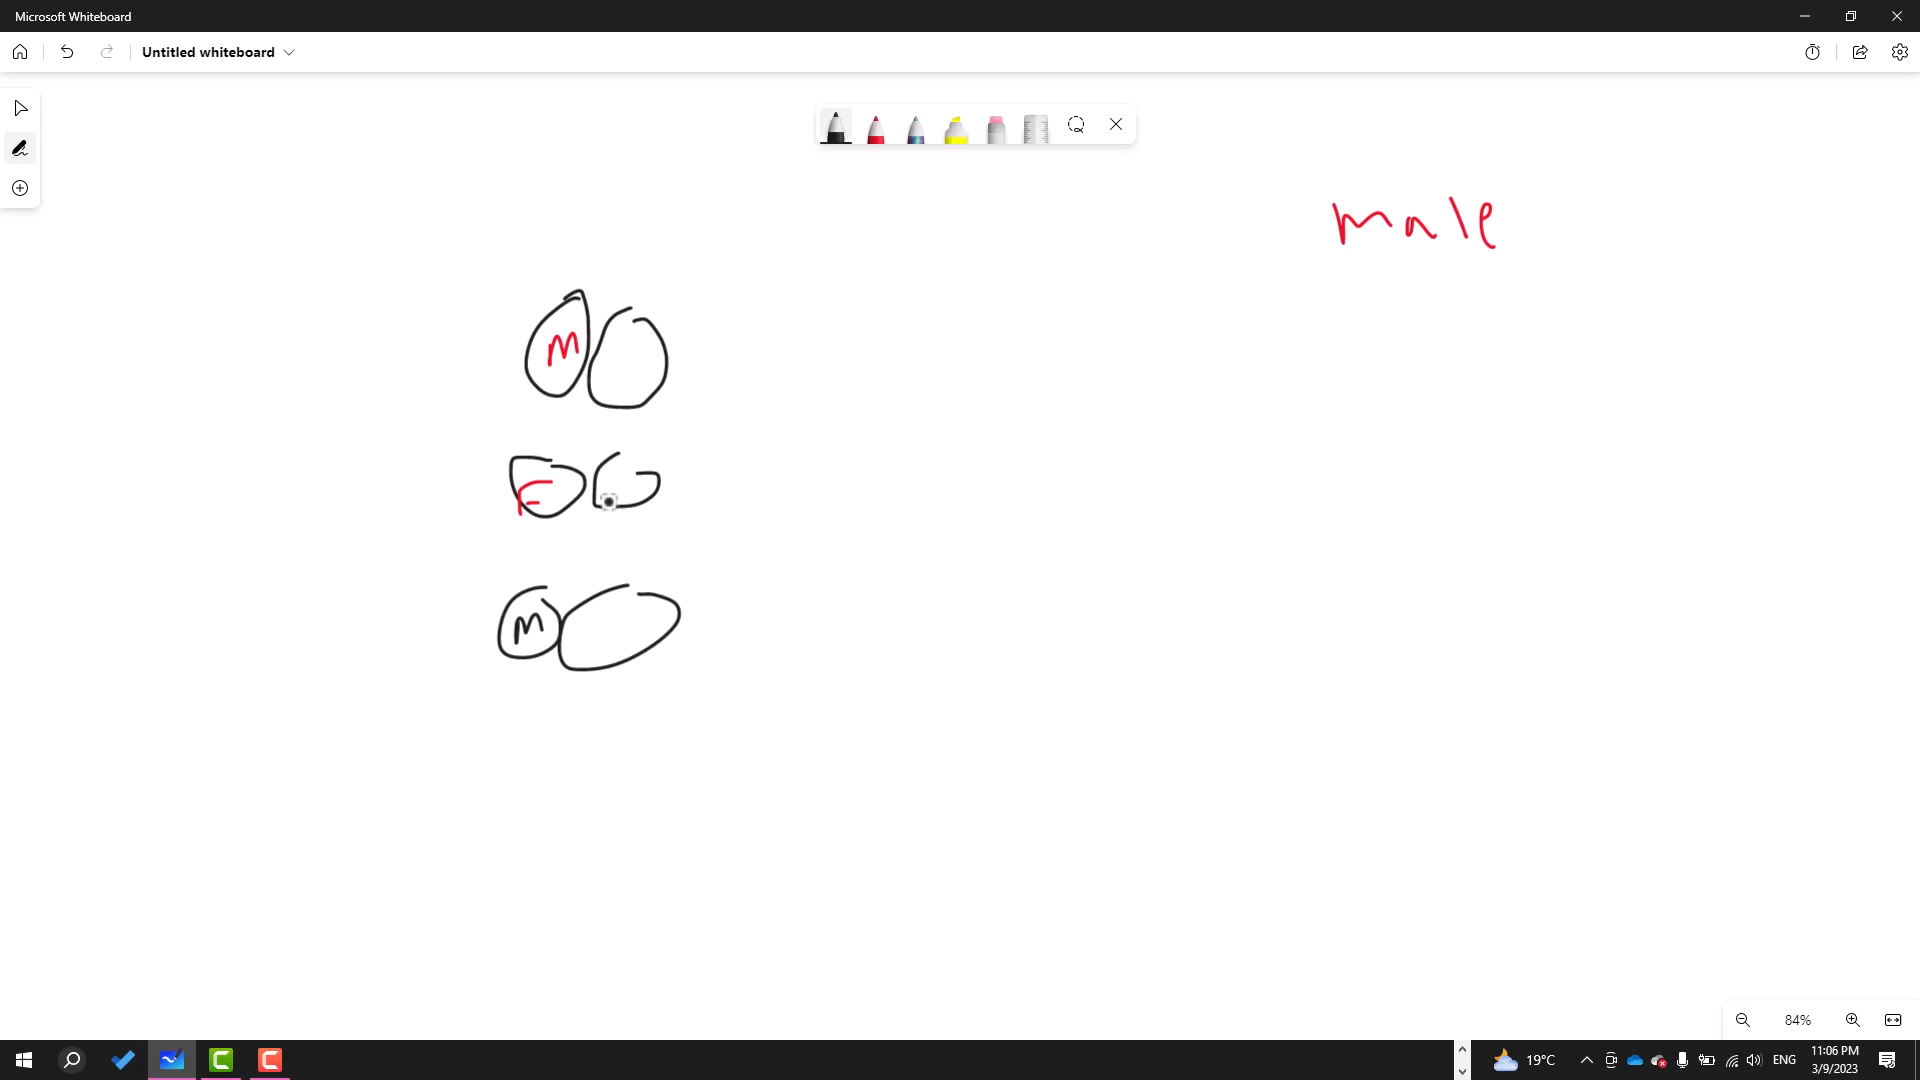 Microsoft Whiteboard
Untitled whiteboard
male
M
F
M
84%
19°C
ENG
11:06 PM
3/9/2023